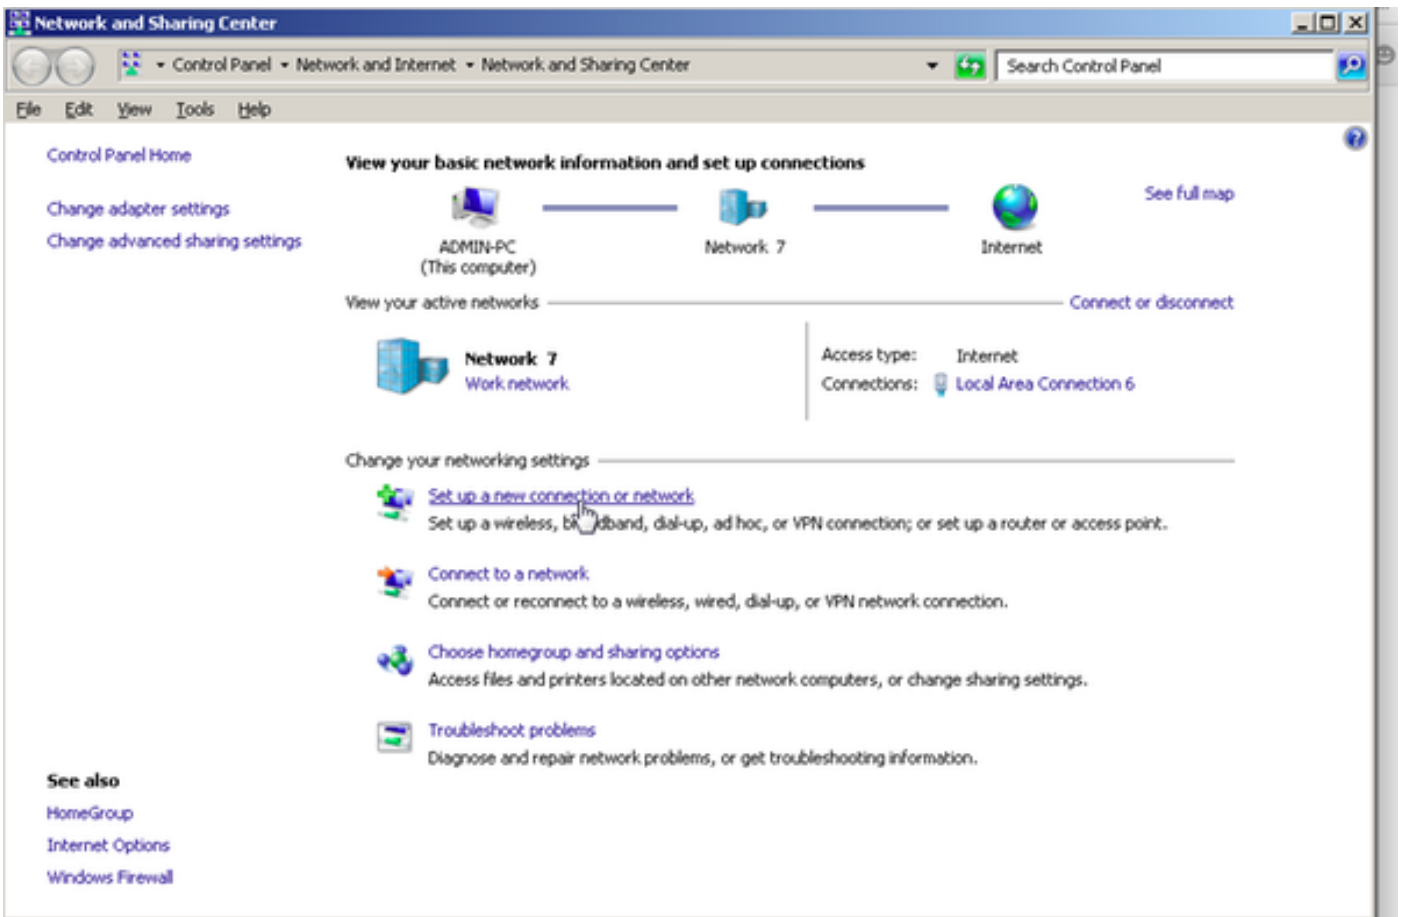 Network and Sharing Center
Control Panel Network and Internet Network and Sharing Center
Search Control Panel
File Edit View Tools Help
Control Panel Home
Change adapter settings
Change advanced sharing settings
View your basic network information and set up connections
See full map
ADMIN-PC
(This computer)
Network 7
Internet
View your active networks
Connect or disconnect
Network 7
Work network
Access type: Internet
Connections: Local Area Connection 6
Change your networking settings
Set up a new connection or network
Set up a wireless, broadband, dial-up, ad hoc, or VPN connection; or set up a router or access point.
Connect to a network
Connect or reconnect to a wireless, wired, dial-up, or VPN network connection.
Choose homegroup and sharing options
Access files and printers located on other network computers, or change sharing settings.
Troubleshoot problems
Diagnose and repair network problems, or get troubleshooting information.
See also
HomeGroup
Internet Options
Windows Firewall